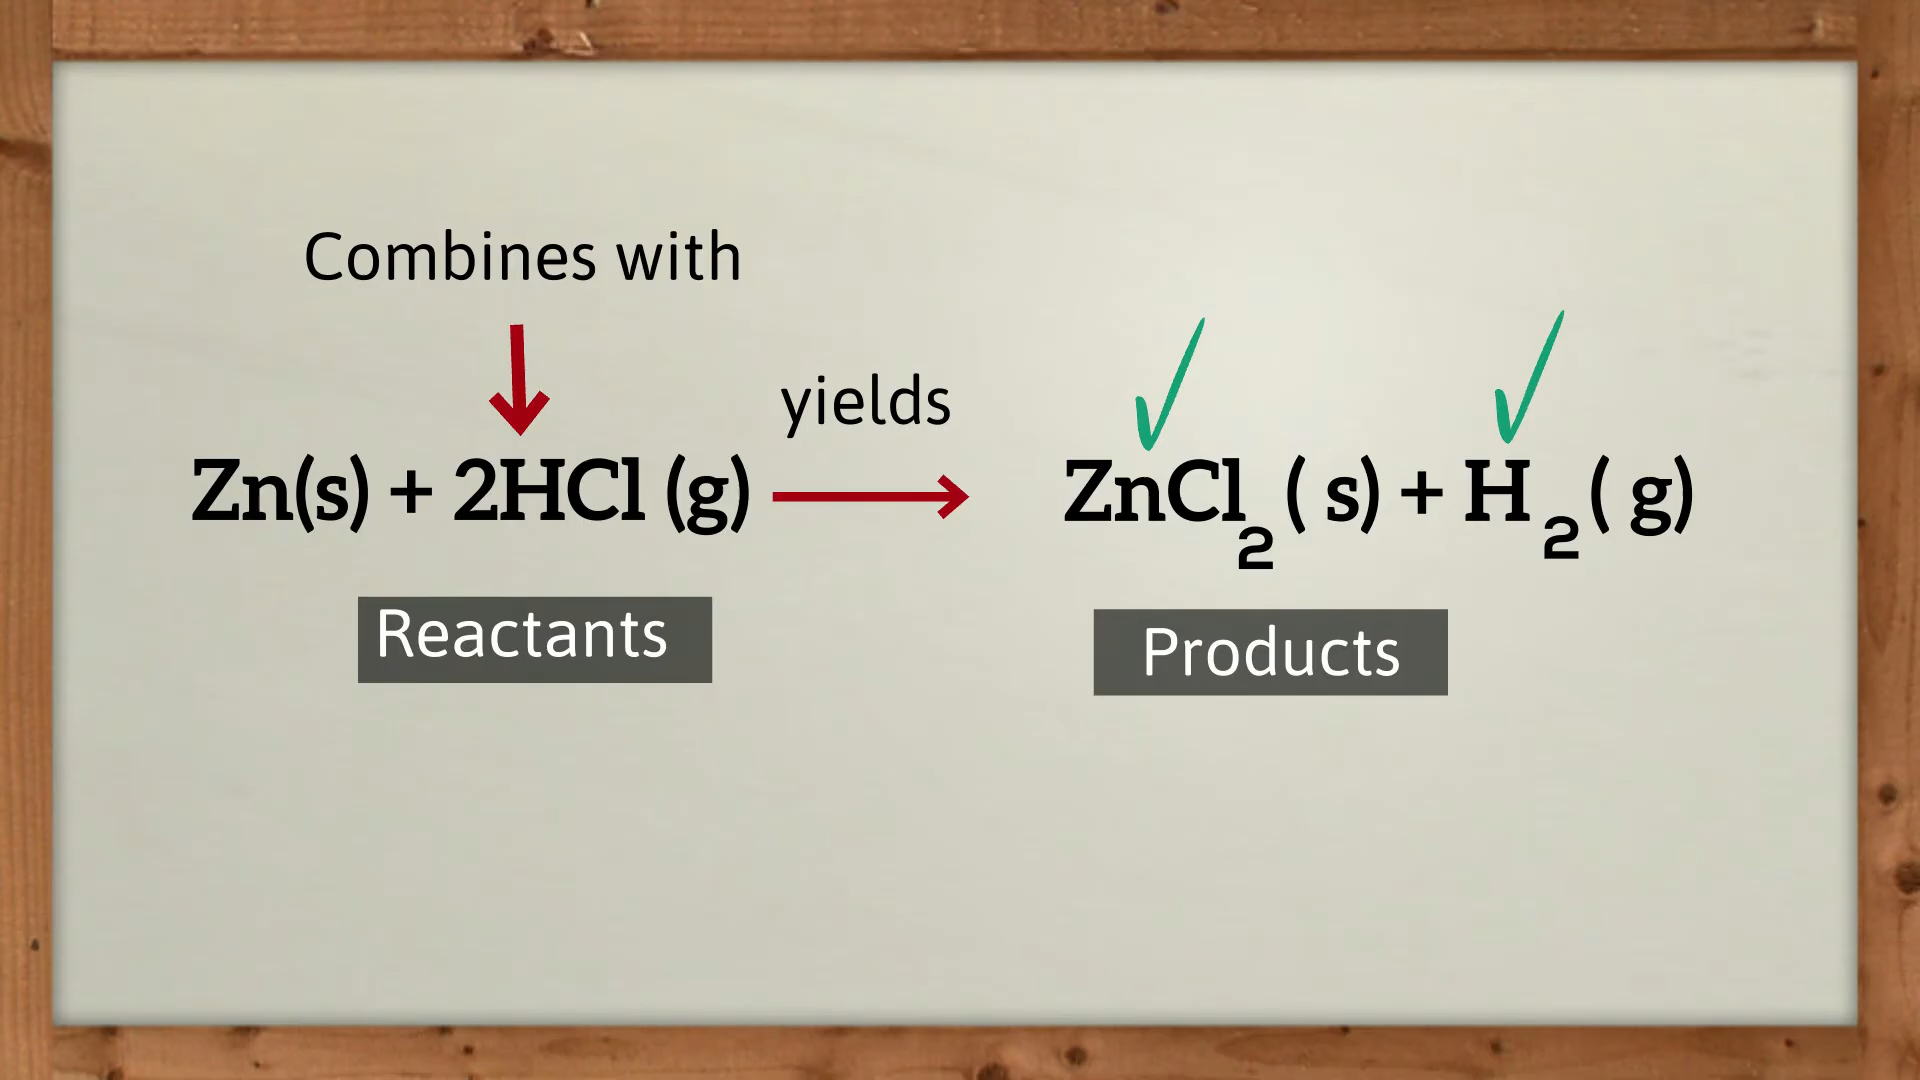 Combines with
yields
Zn(s) + 2HCl (g) → ZnCl₂ ( s) + H₂ ( g)
Reactants
Products